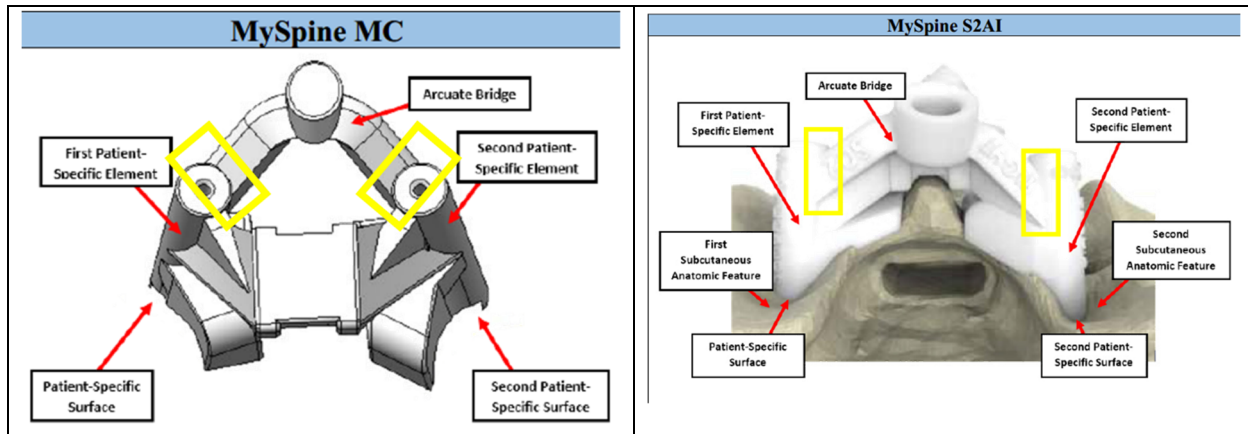 MySpine MC
Arcuate Bridge
First Patient-
Specific Element
Second Patient-
Specific Element
Patient-Specific
Surface
Second Patient-
Specific Surface
MySpine S2AI
Arcuate Bridge
First Patient-
Specific Element
Second Patient-
Specific Element
First
Subcutaneous
Anatomic Feature
Second
Subcutaneous
Anatomic Feature
Patient-Specific
Surface
Second Patient-
Specific Surface